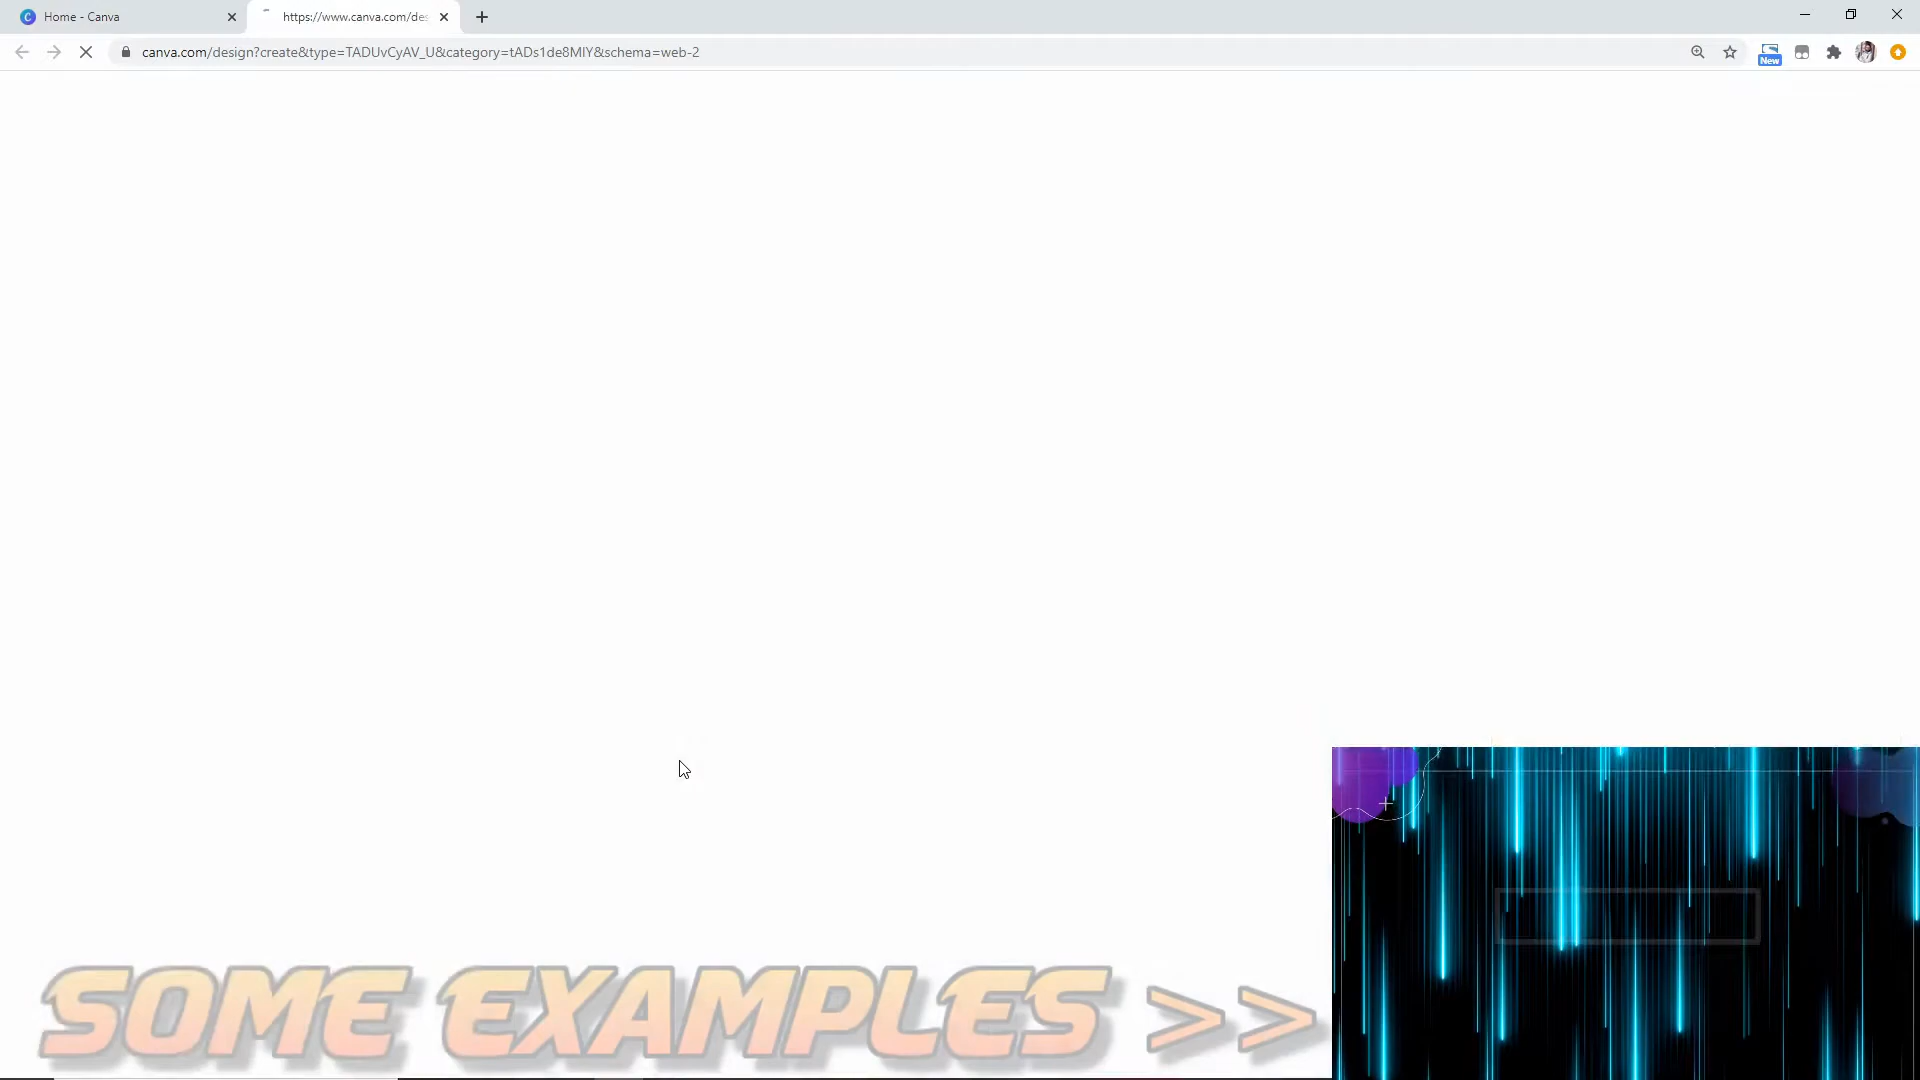 Home - Canva
https://www.canva.com/des
canva.com/design?create&type=TADUvCyAV_U&category=tADs1de8MIY&schema=web-2
New
SOME EXAMPLES >>